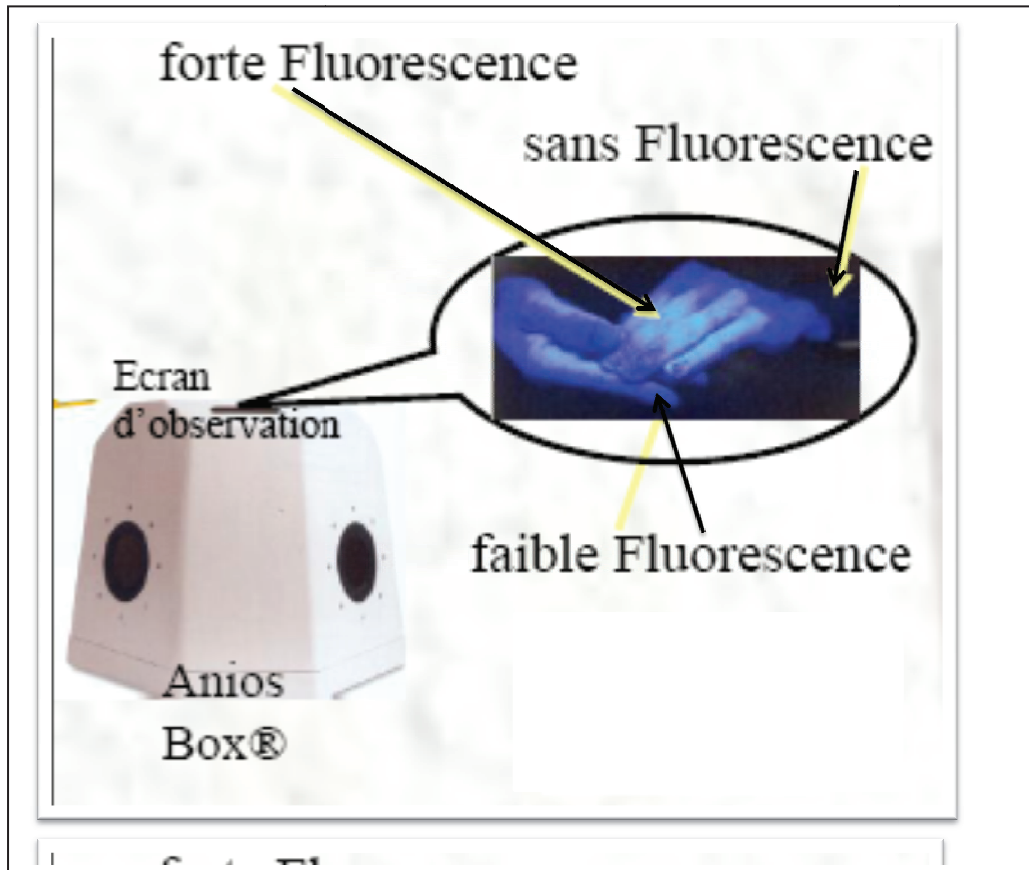 forte Fluorescence
sans Fluorescence
Ecran
d'observation
faible Fluorescence
Anios
Box®